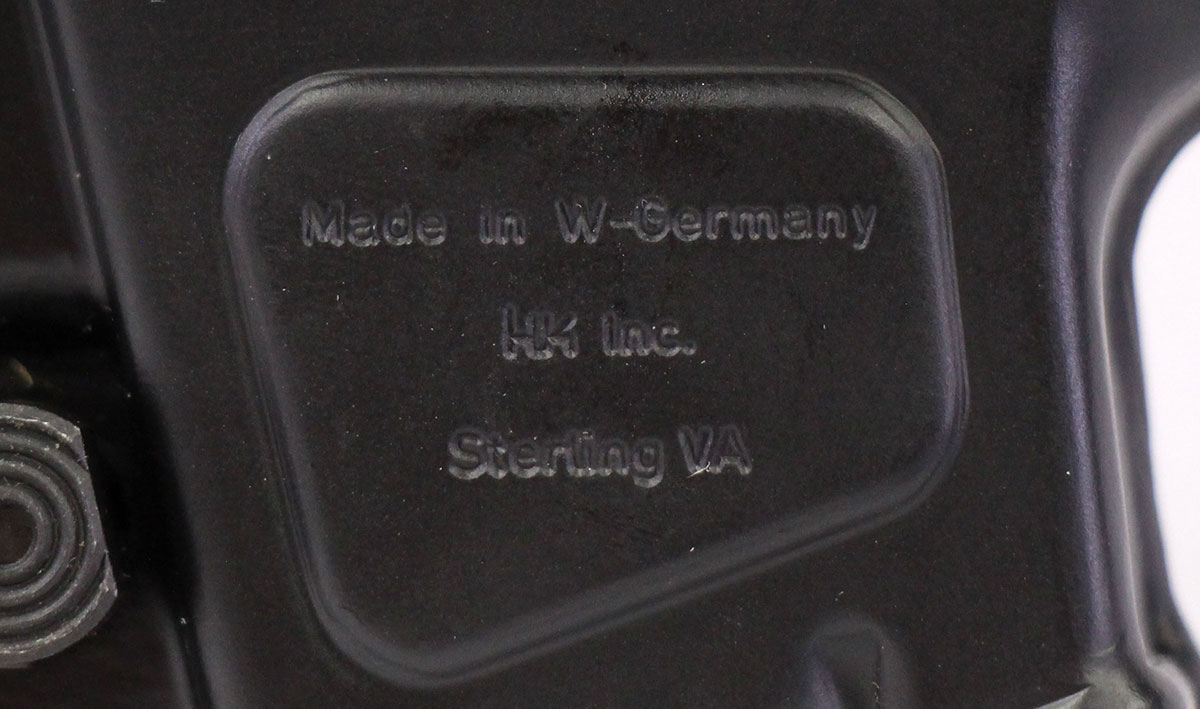 Made in W-Germany
HK Inc.
Sterling VA